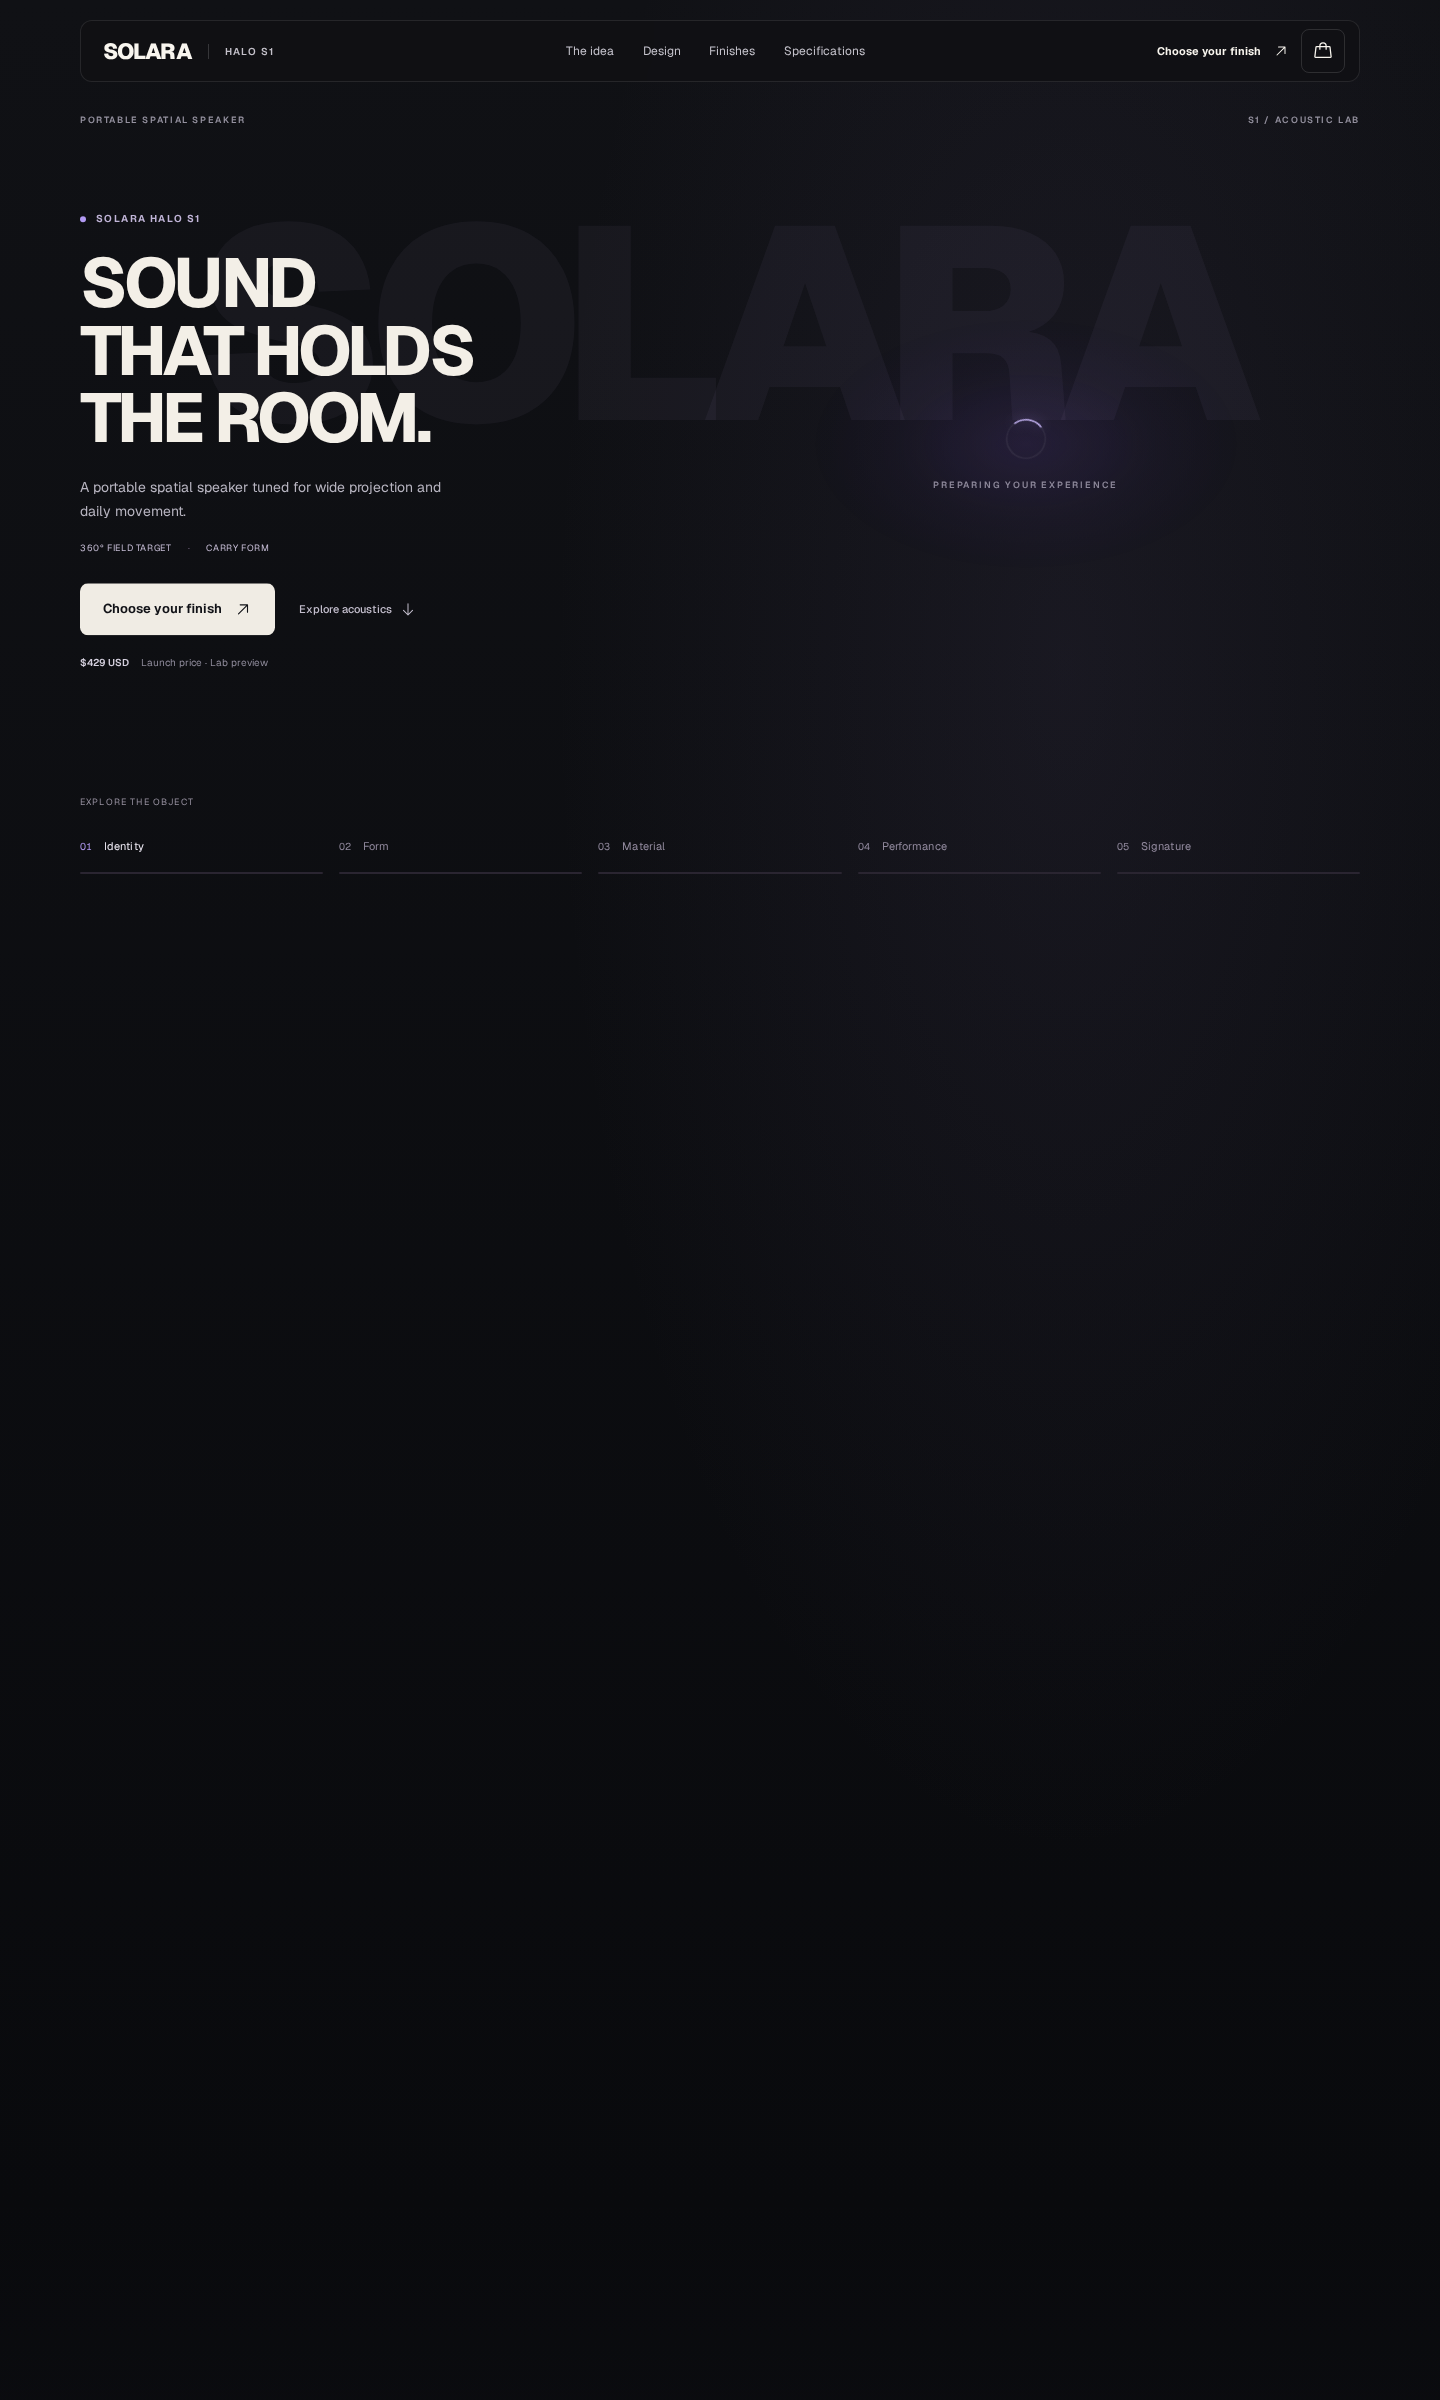 SOLARA
HALO S1
The idea
Design
Finishes
Specifications
Choose your finish
PORTABLE SPATIAL SPEAKER
S1 / ACOUSTIC LAB
SOLARA
SOLARA HALO S1
SOUND
THAT HOLDS
THE ROOM.
A portable spatial speaker tuned for wide projection and
daily movement.
360° FIELD TARGET · CARRY FORM
Choose your finish
Explore acoustics
$429 USD Launch price · Lab preview
PREPARING YOUR EXPERIENCE
EXPLORE THE OBJECT
01 Identity
02 Form
03 Material
04 Performance
05 Signature